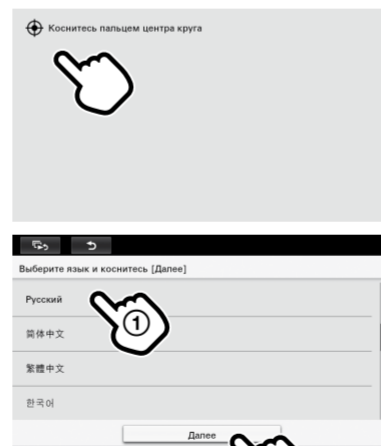 Коснитесь пальцем центра круга
Выберите язык и коснитесь [Далее]
Русский
①
简体中文
繁體中文
한국어
Далее